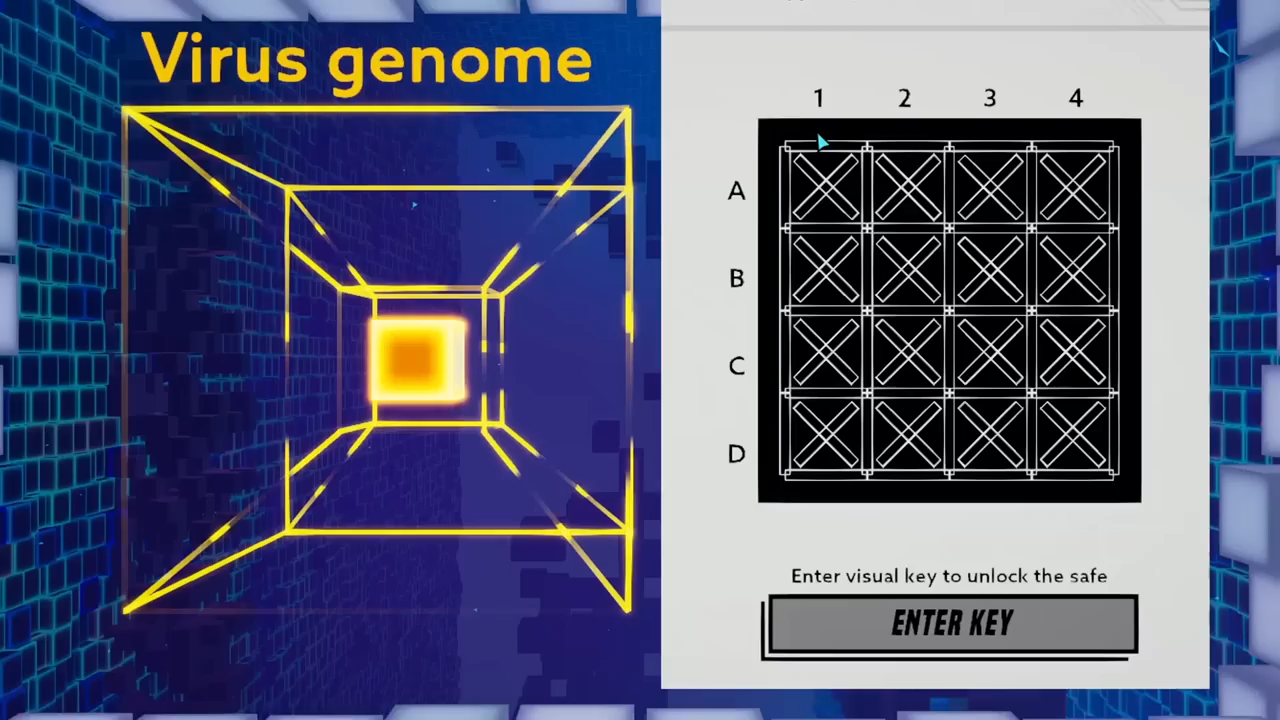 Virus genome
1 2 3 4
A
B
C
D
Enter visual key to unlock the safe
ENTER KEY